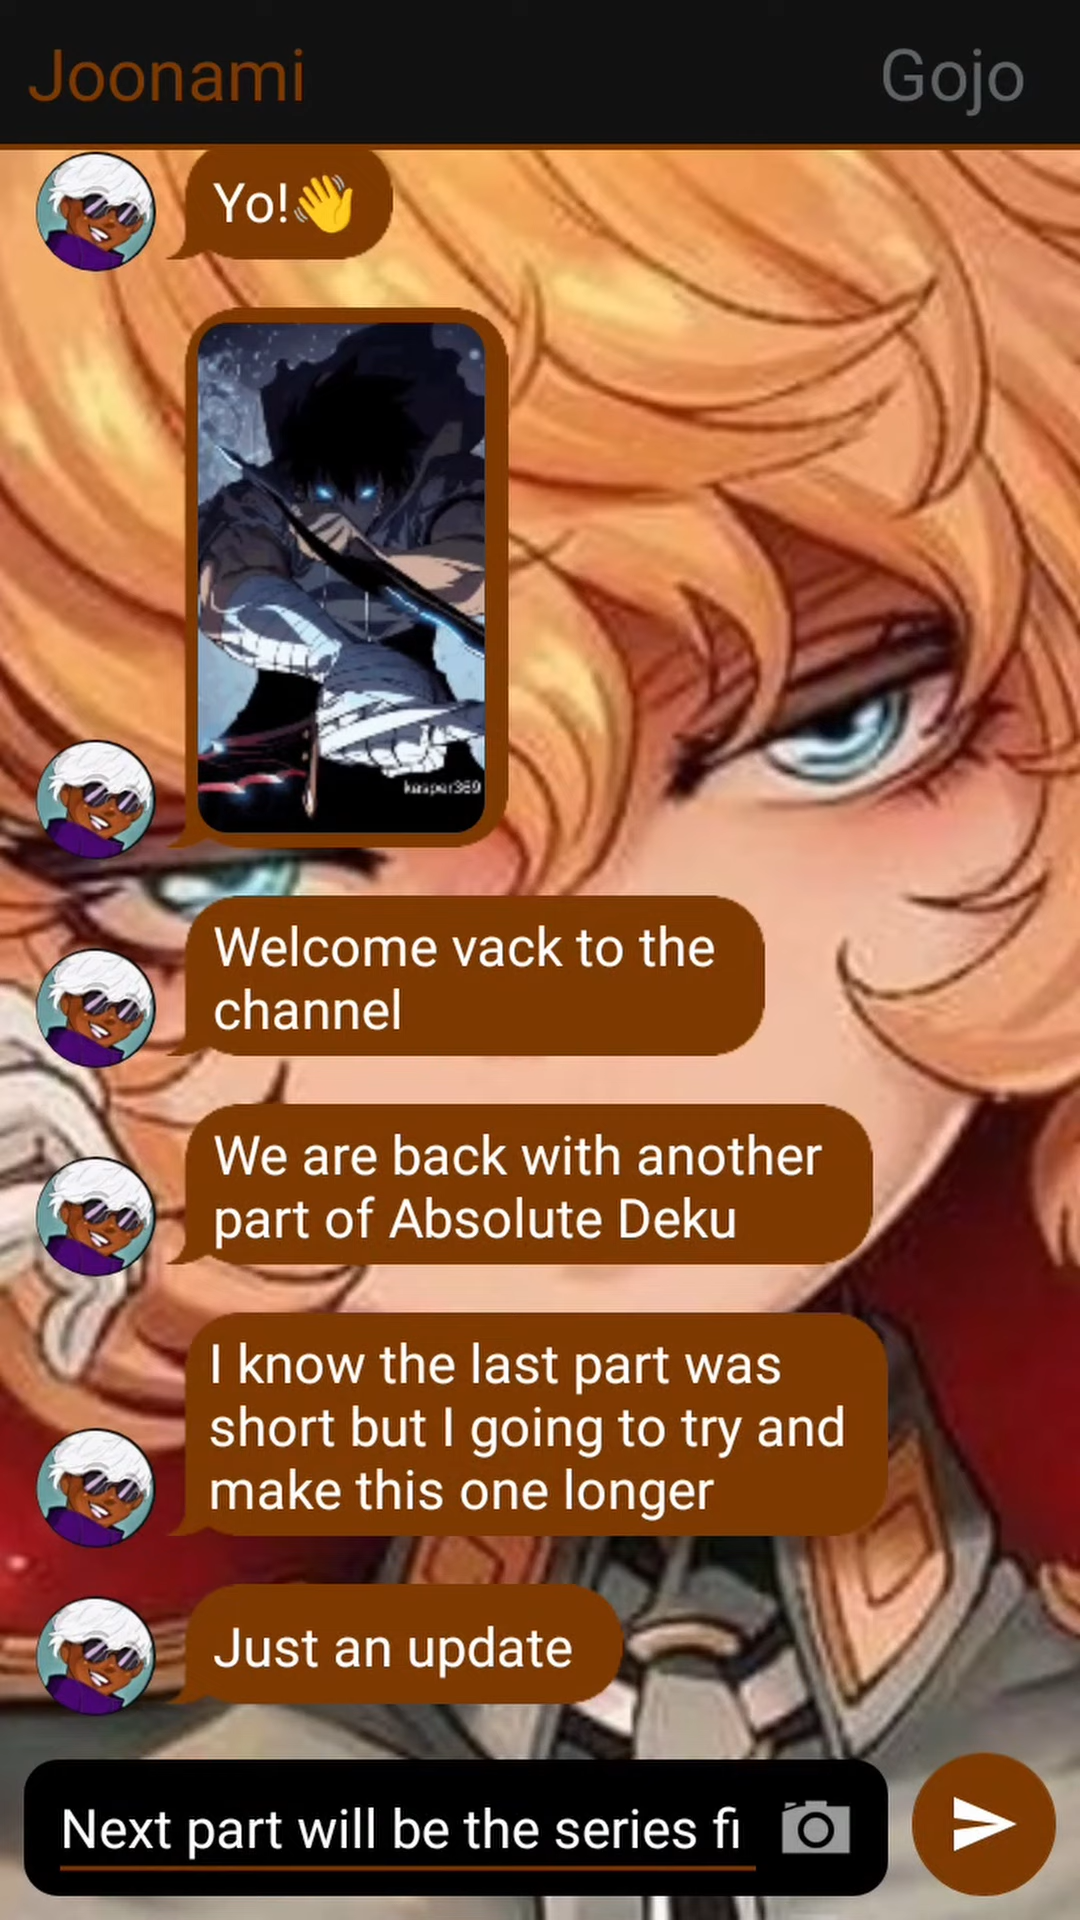 Joonami Gojo
Yo!👋
kasper369
Welcome vack to the
channel
We are back with another
part of Absolute Deku
I know the last part was
short but I going to try and
make this one longer
Just an update
Next part will be the series fi